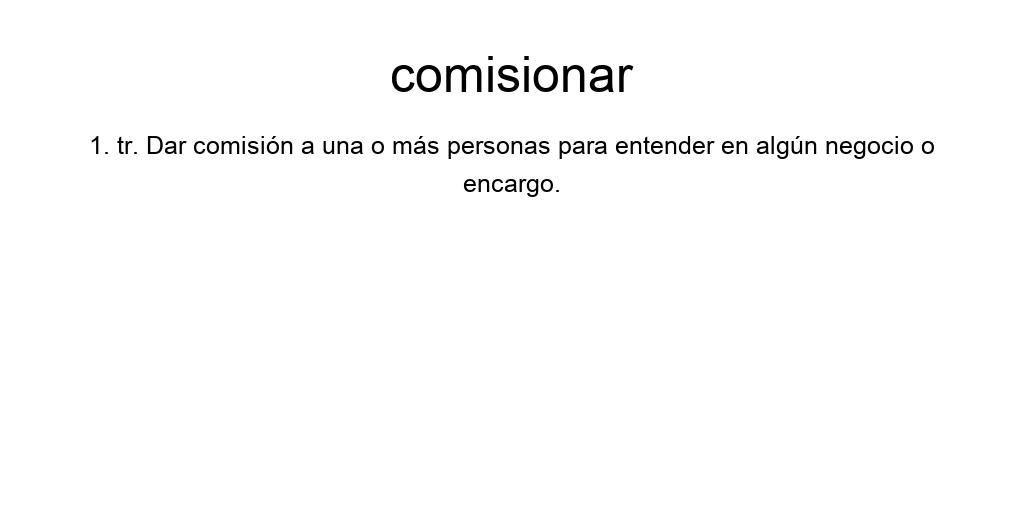 comisionar
1. tr. Dar comisión a una o más personas para entender en algún negocio o
encargo.